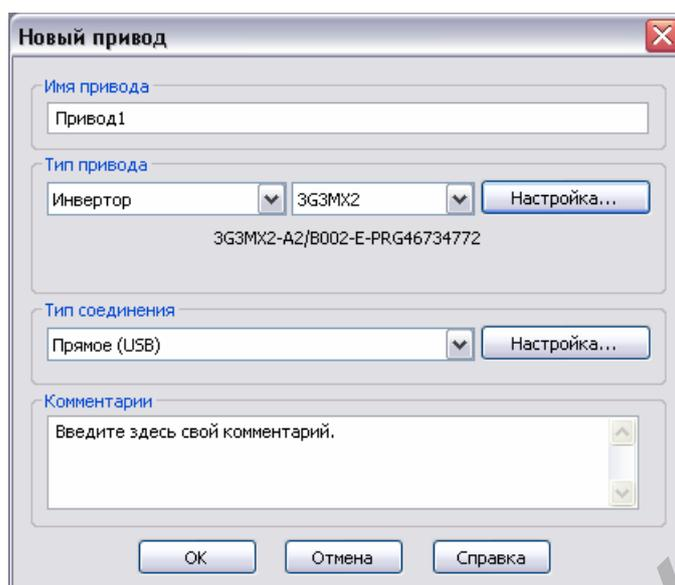 Новый привод
Имя привода
Привод1
Тип привода
Инвертор 3G3MX2 Настройка...
3G3MX2-A2/B002-E-PRG46734772
Тип соединения
Прямое (USB) Настройка...
Комментарии
Введите здесь свой комментарий.
OK Отмена Справка